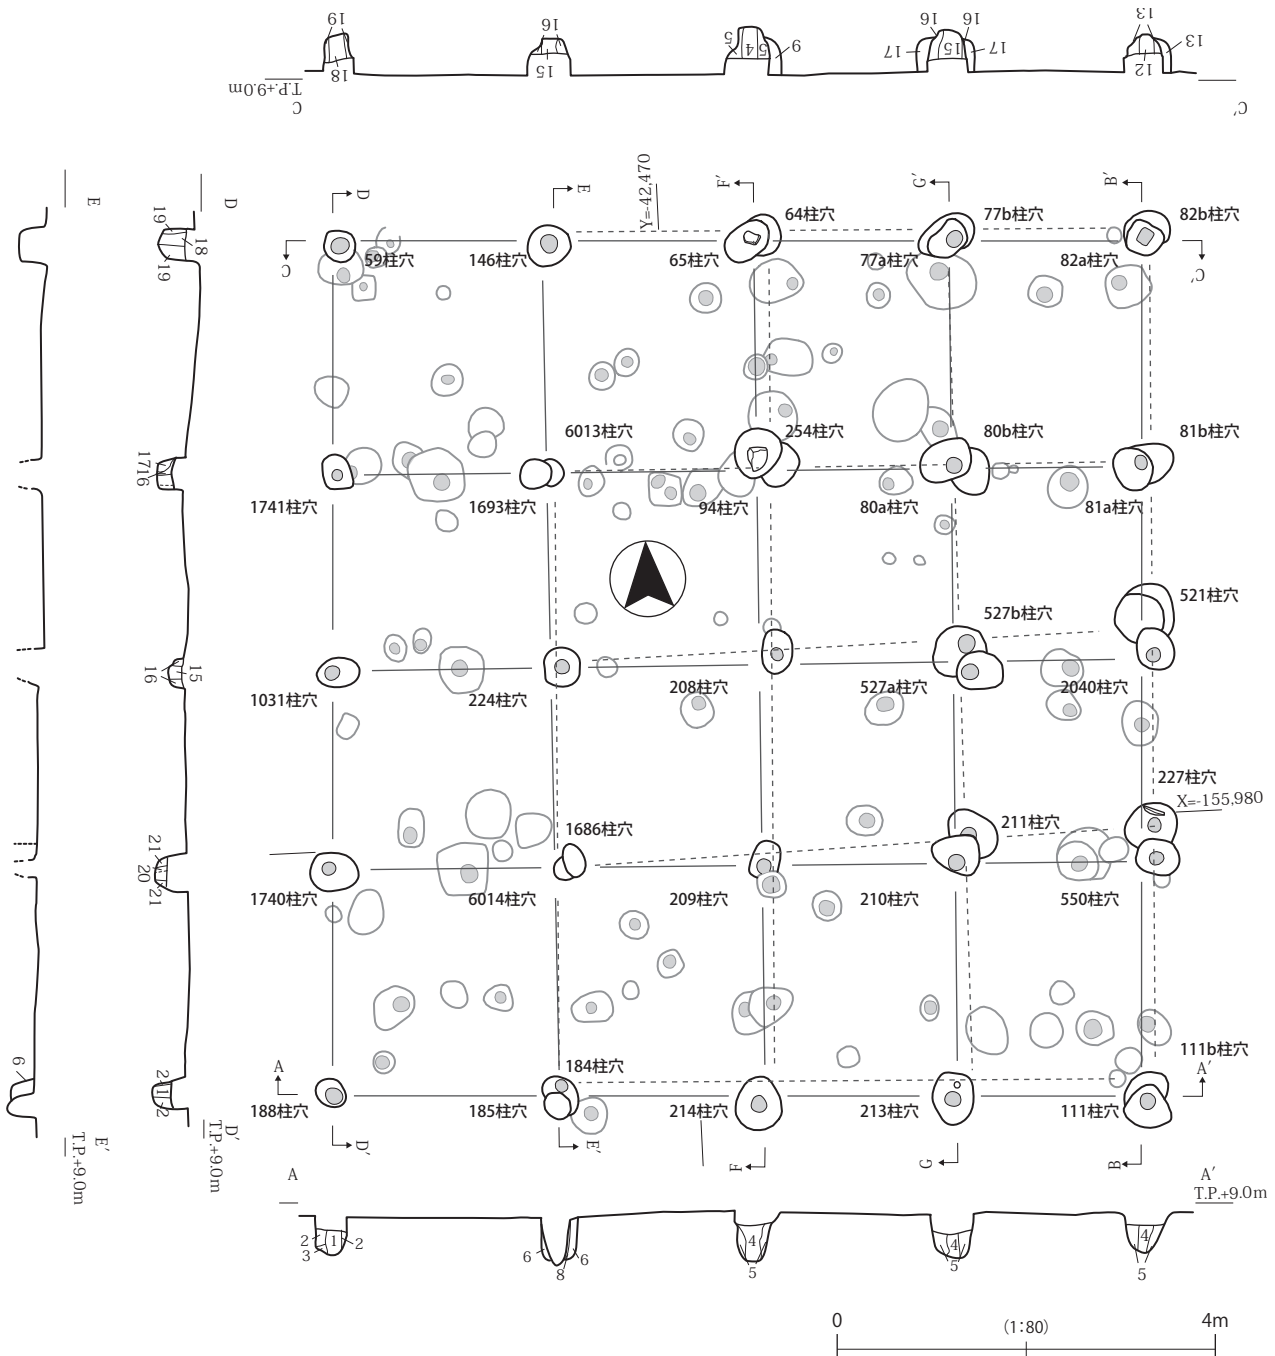 19
16
5
4
5
9
16
16
17
15
17
13
13
18
15
12
T.P.+9.0m
C
C′
E
D
19
18
19
D
E
Y=-42,470
F′
G′
B′
64柱穴
77b柱穴
82b柱穴
C
59柱穴
146柱穴
65柱穴
77a柱穴
82a柱穴
C′
6013柱穴
254柱穴
80b柱穴
81b柱穴
17
16
1741柱穴
1693柱穴
94柱穴
80a柱穴
81a柱穴
521柱穴
527b柱穴
15
16
1031柱穴
224柱穴
208柱穴
527a柱穴
2040柱穴
227柱穴
X=-155,980
1686柱穴
211柱穴
21
20
21
1740柱穴
6014柱穴
209柱穴
210柱穴
550柱穴
111b柱穴
6
2
1
2
A
184柱穴
A′
188柱穴
185柱穴
214柱穴
213柱穴
111柱穴
E′
T.P.+9.0m
D′
T.P.+9.0m
D′
E′
F
G
B
A
A′
T.P.+9.0m
2
1
2
3
6
6
8
4
5
4
5
4
5
0
(1:80)
4m